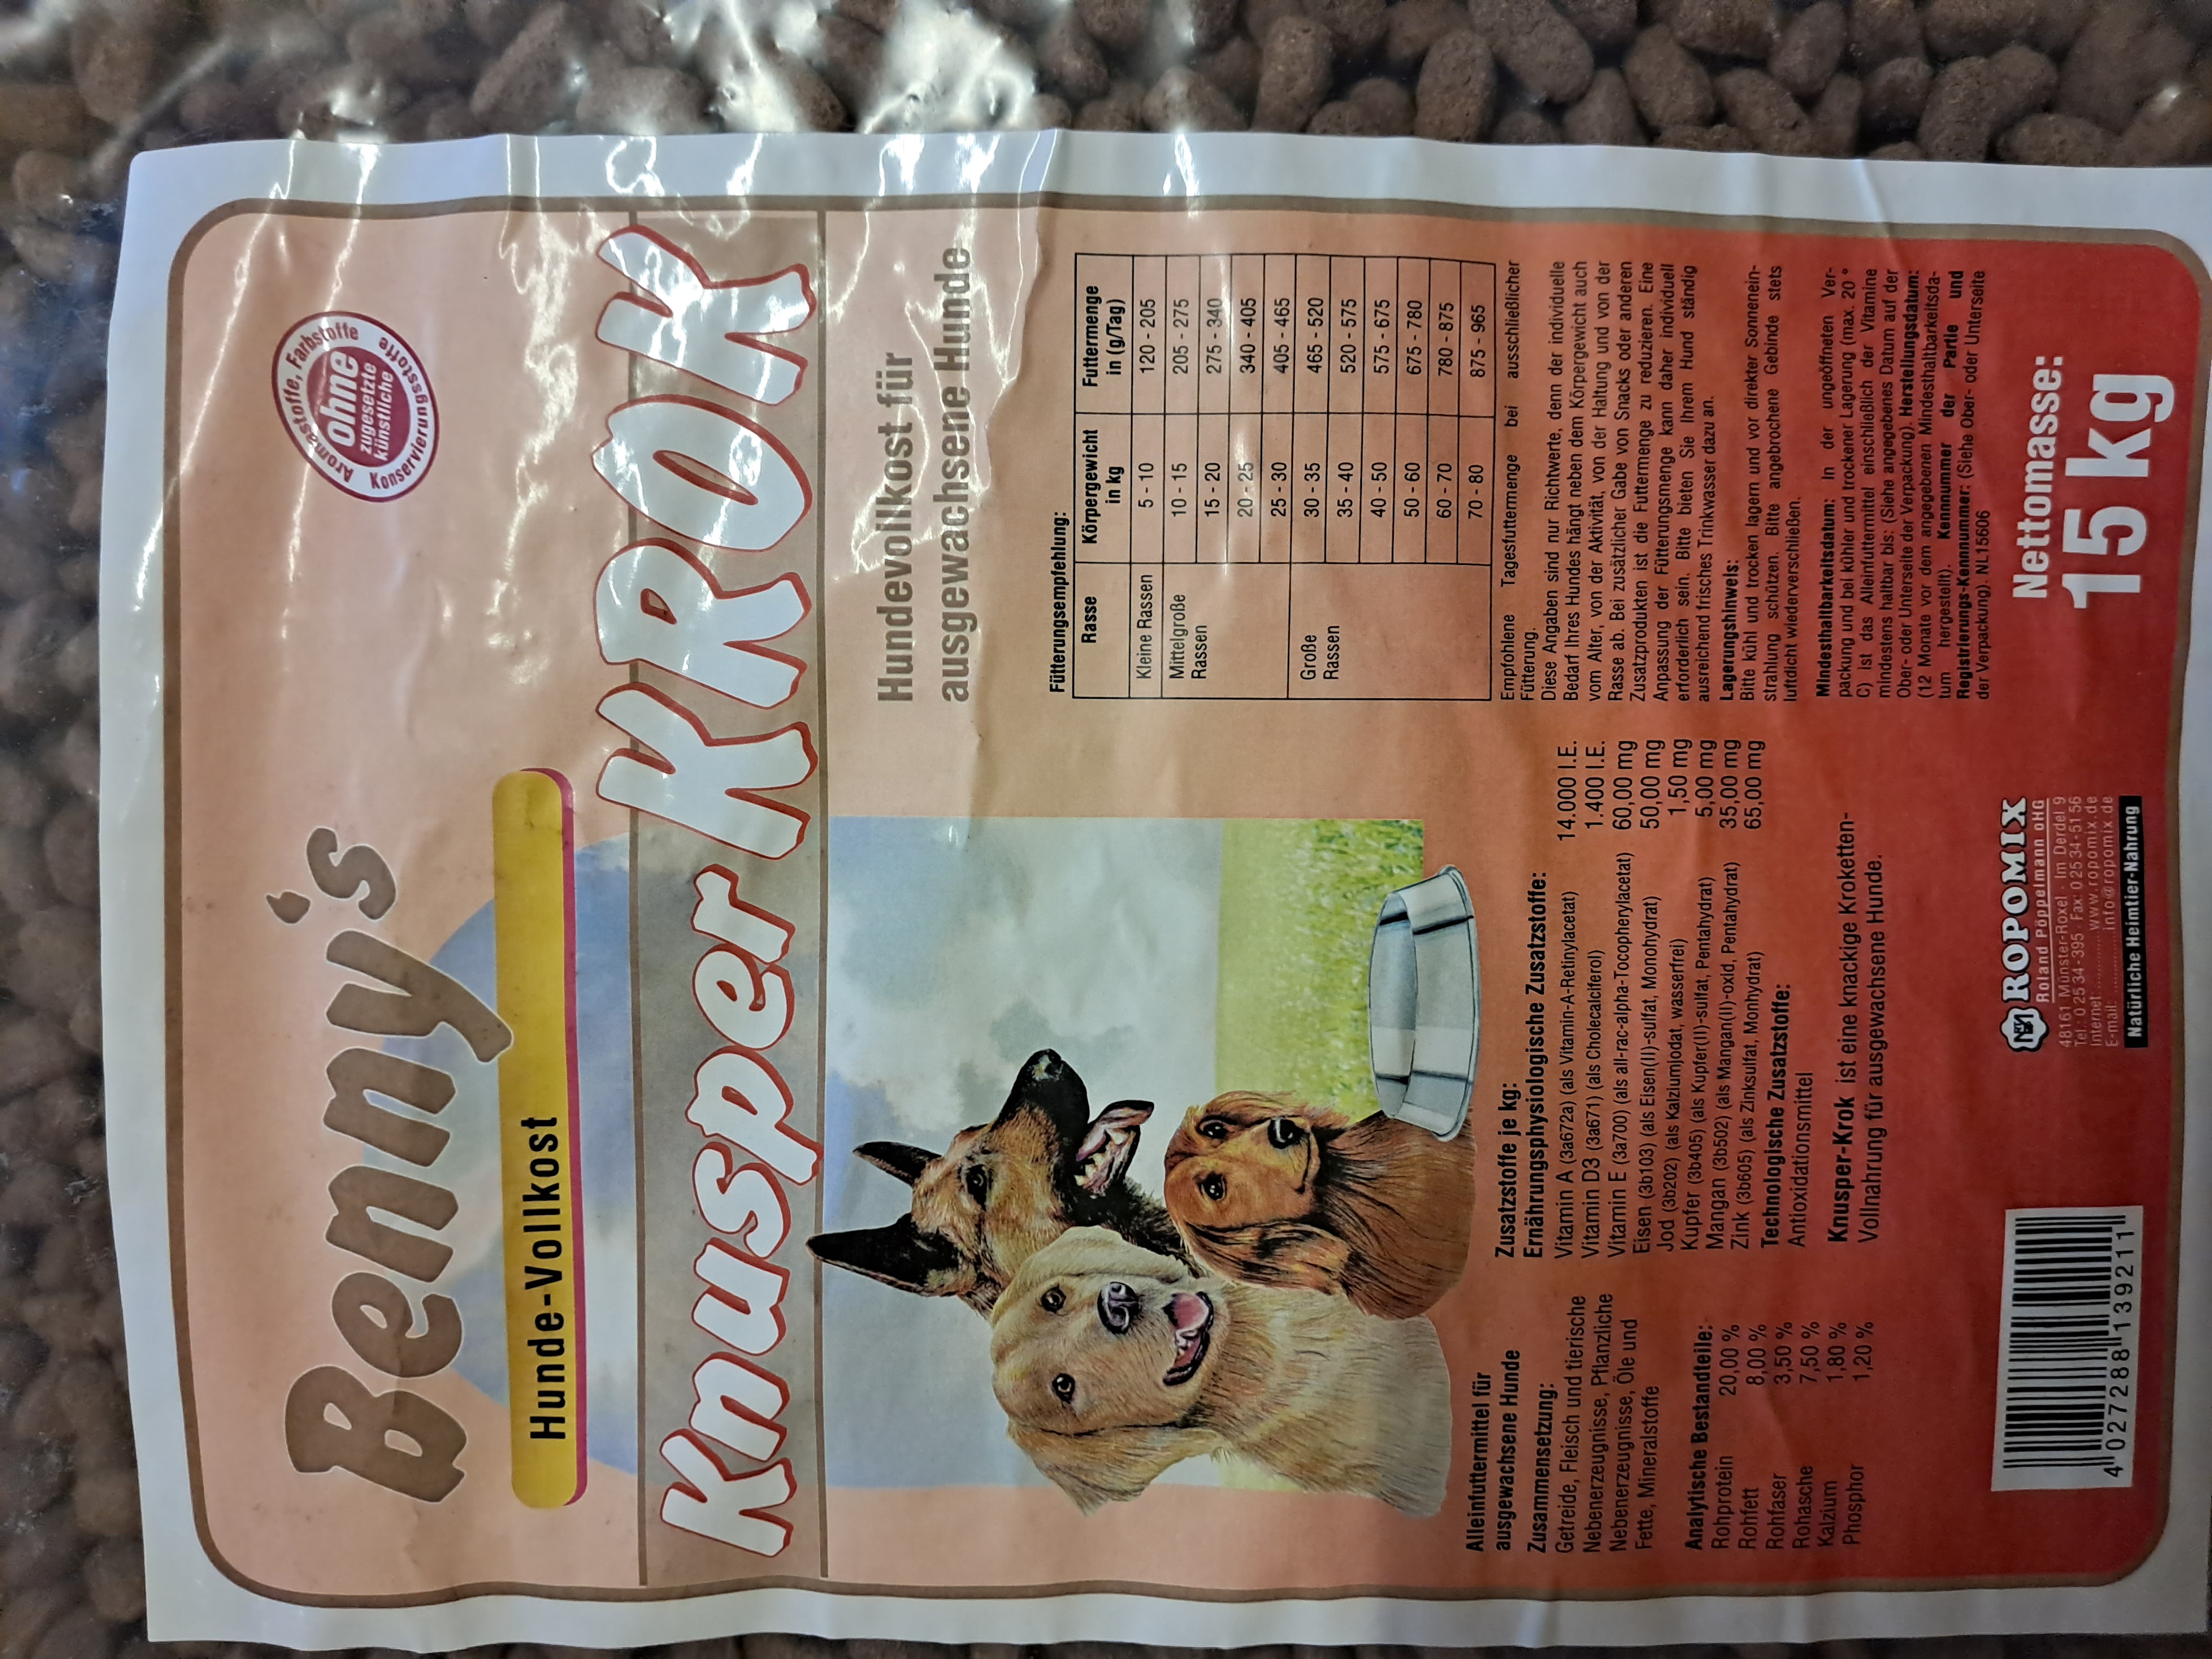 Benny's
Aromastoffe, Farbstoffe
ohne
zugesetzte
künstliche
Konservierungsstoffe
Hunde-Vollkost
Knusper KROK
Hundevollkost für
ausgewachsene Hunde
Fütterungsempfehlung:
Rasse Körpergewicht in kg Futtermenge in (g/Tag)
Kleine Rassen 5 - 10 120 - 205
Mittelgroße Rassen 10 - 15 205 - 275
15 - 20 275 - 340
20 - 25 340 - 405
25 - 30 405 - 465
Große Rassen 30 - 35 465 - 520
35 - 40 520 - 575
40 - 50 575 - 675
50 - 60 675 - 780
60 - 70 780 - 875
70 - 80 875 - 965
Empfohlene Tagesfuttermenge bei ausschließlicher
Fütterung.
Diese Angaben sind nur Richtwerte, denn der individuelle
Bedarf Ihres Hundes hängt neben dem Körpergewicht auch
vom Alter, von der Aktivität, von der Haltung und von der
Rasse ab. Bei zusätzlicher Gabe von Snacks oder anderen
Zusatzprodukten ist die Futtermenge zu reduzieren. Eine
Anpassung der Fütterungsmenge kann daher individuell
erforderlich sein. Bitte bieten Sie Ihrem Hund ständig
ausreichend frisches Trinkwasser dazu an.
Lagerungshinweis:
Bitte kühl und trocken lagern und vor direkter Sonnenein-
strahlung schützen. Bitte angebrochene Gebinde stets
luftdicht wiederverschließen.
Mindesthaltbarkeitsdatum: In der ungeöffneten Ver-
packung und bei kühler und trockener Lagerung (max. 20 °
C) ist das Alleinfuttermittel einschließlich der Vitamine
mindestens haltbar bis: (Siehe angegebenes Datum auf der
Ober- oder Unterseite der Verpackung). Herstellungsdatum:
(12 Monate vor dem angegebenen Mindesthaltbarkeitsda-
tum hergestellt). Kennnummer der Partie und
Registrierungs-Kennnummer: (Siehe Ober- oder Unterseite
der Verpackung). NL15606
Alleinfuttermittel für
ausgewachsene Hunde
Zusammensetzung:
Getreide, Fleisch und tierische
Nebenerzeugnisse, Pflanzliche
Nebenerzeugnisse, Öle und
Fette, Mineralstoffe
Analytische Bestandteile:
Rohprotein 20,00 %
Rohfett 8,00 %
Rohfaser 3,50 %
Rohasche 7,50 %
Kalzium 1,80 %
Phosphor 1,20 %
Zusatzstoffe je kg:
Ernährungsphysiologische Zusatzstoffe:
Vitamin A (3a672a) (als Vitamin-A-Retinylacetat) 14.000 I.E.
Vitamin D3 (3a671) (als Cholecalciferol) 1.400 I.E.
Vitamin E (3a700) (als all-rac-alpha-Tocopherylacetat) 60,00 mg
Eisen (3b103) (als Eisen(II)-sulfat, Monohydrat) 50,00 mg
Jod (3b202) (als Kalziumjodat, wasserfrei) 1,50 mg
Kupfer (3b405) (als Kupfer(II)-sulfat, Pentahydrat) 5,00 mg
Mangan (3b502) (als Mangan(II)-oxid, Pentahydrat) 35,00 mg
Zink (3b605) (als Zinksulfat, Monhydrat) 65,00 mg
Technologische Zusatzstoffe:
Antioxidationsmittel
Knusper-Krok ist eine knackige Kroketten-
Vollnahrung für ausgewachsene Hunde.
4 027288 139211
ROPOMIX
Roland Pöppelmann oHG
48161 Münster-Roxel · Im Derdel 9
Tel.: 0 25 34-395 · Fax: 0 25 34-51 56
Internet: ............ www.ropomix.de
E-mail: ................ info@ropomix.de
Natürliche Heimtier-Nahrung
Nettomasse:
15 kg